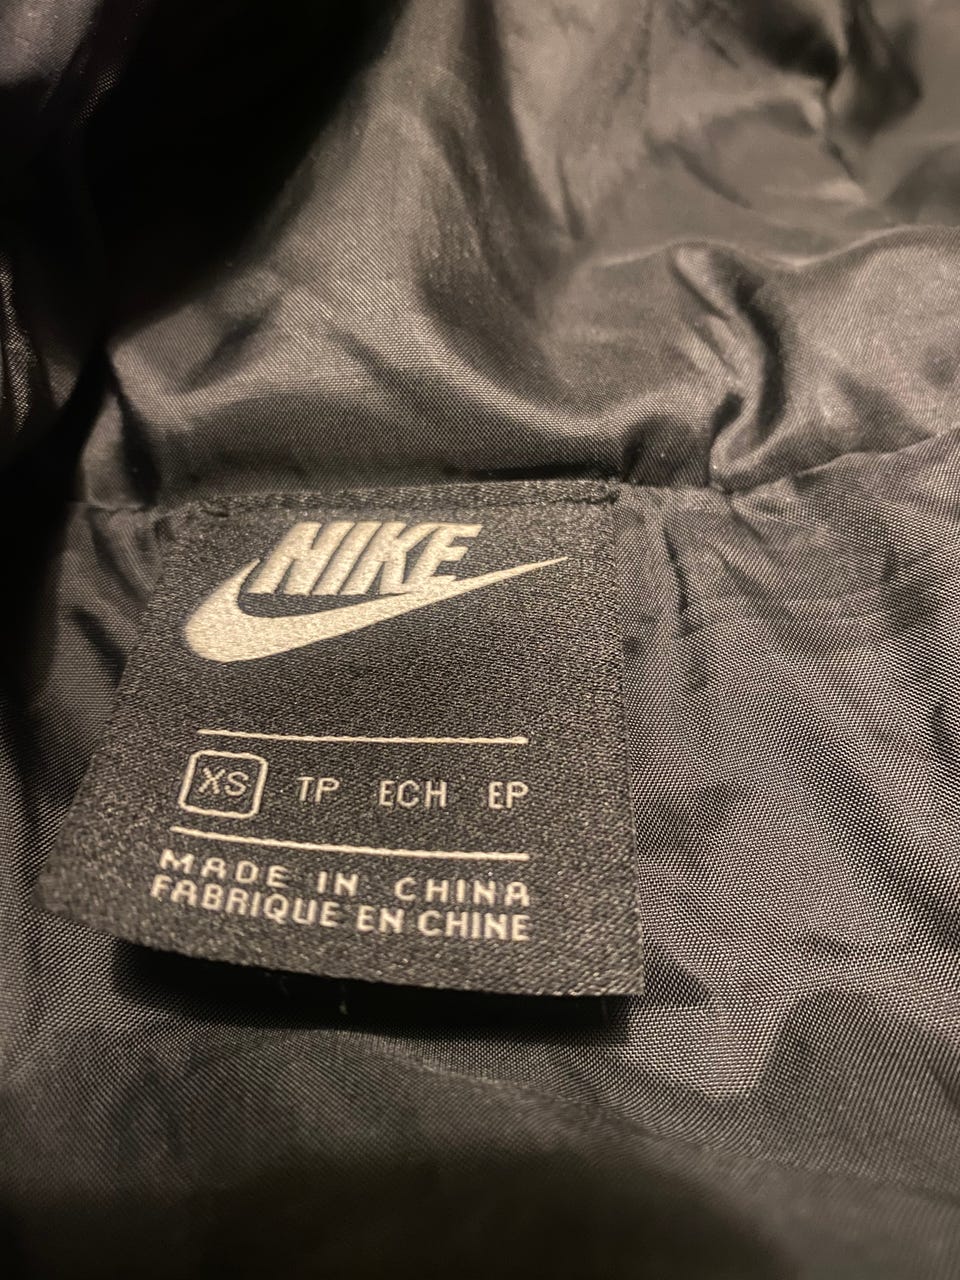 NIKE
XS TP ECH EP
MADE IN CHINA
FABRIQUE EN CHINE